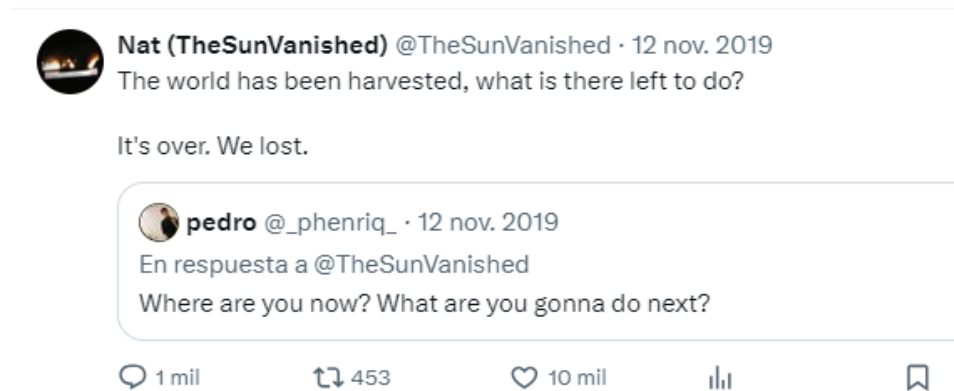 Nat (TheSunVanished) @TheSunVanished · 12 nov. 2019
The world has been harvested, what is there left to do?
It's over. We lost.
pedro @_phenriq_ · 12 nov. 2019
En respuesta a @TheSunVanished
Where are you now? What are you gonna do next?
1 mil 453 10 mil